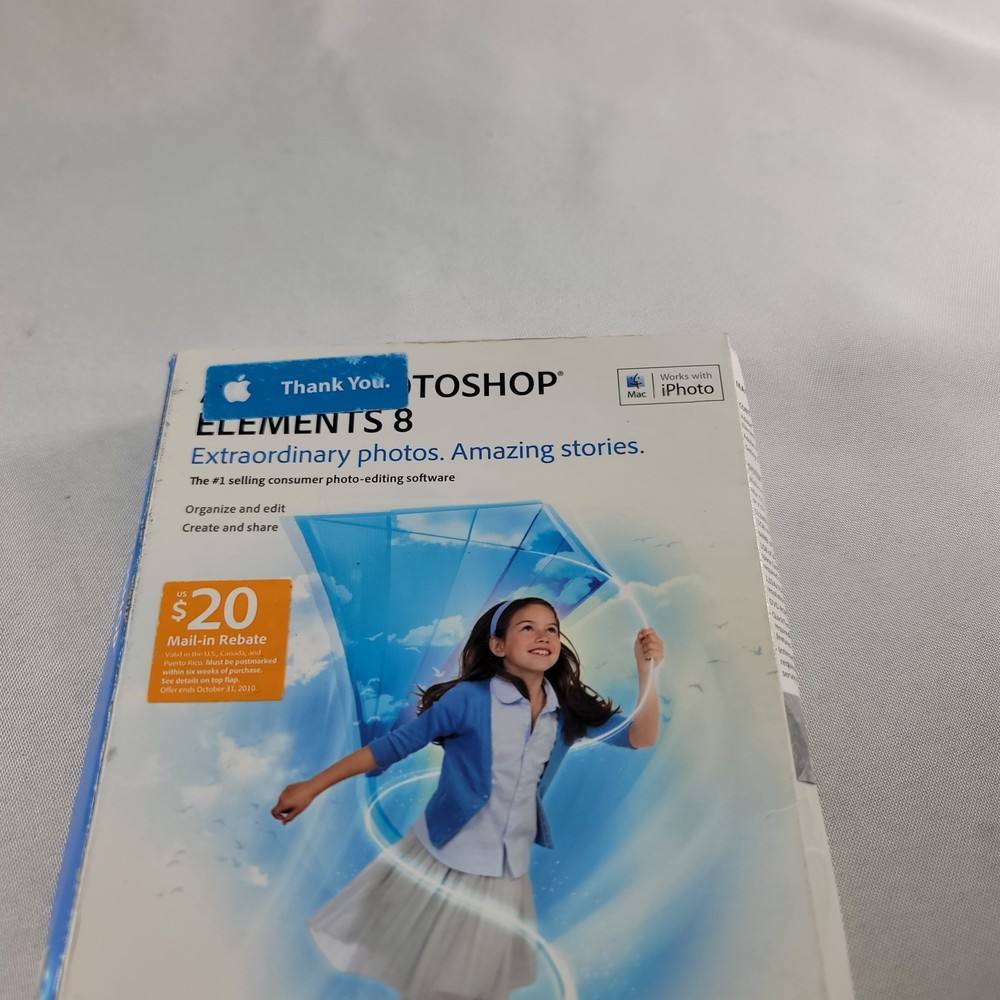 Thank You.
OTOSHOP®
ELEMENTS 8
Mac
Works with
iPhoto
Extraordinary photos. Amazing stories.
The #1 selling consumer photo-editing software
Organize and edit
Create and share
US
$20
Mail-in Rebate
Valid in the U.S., Canada, and
Puerto Rico. Must be postmarked
within six weeks of purchase.
See details on top flap.
Offer ends October 31, 2010.